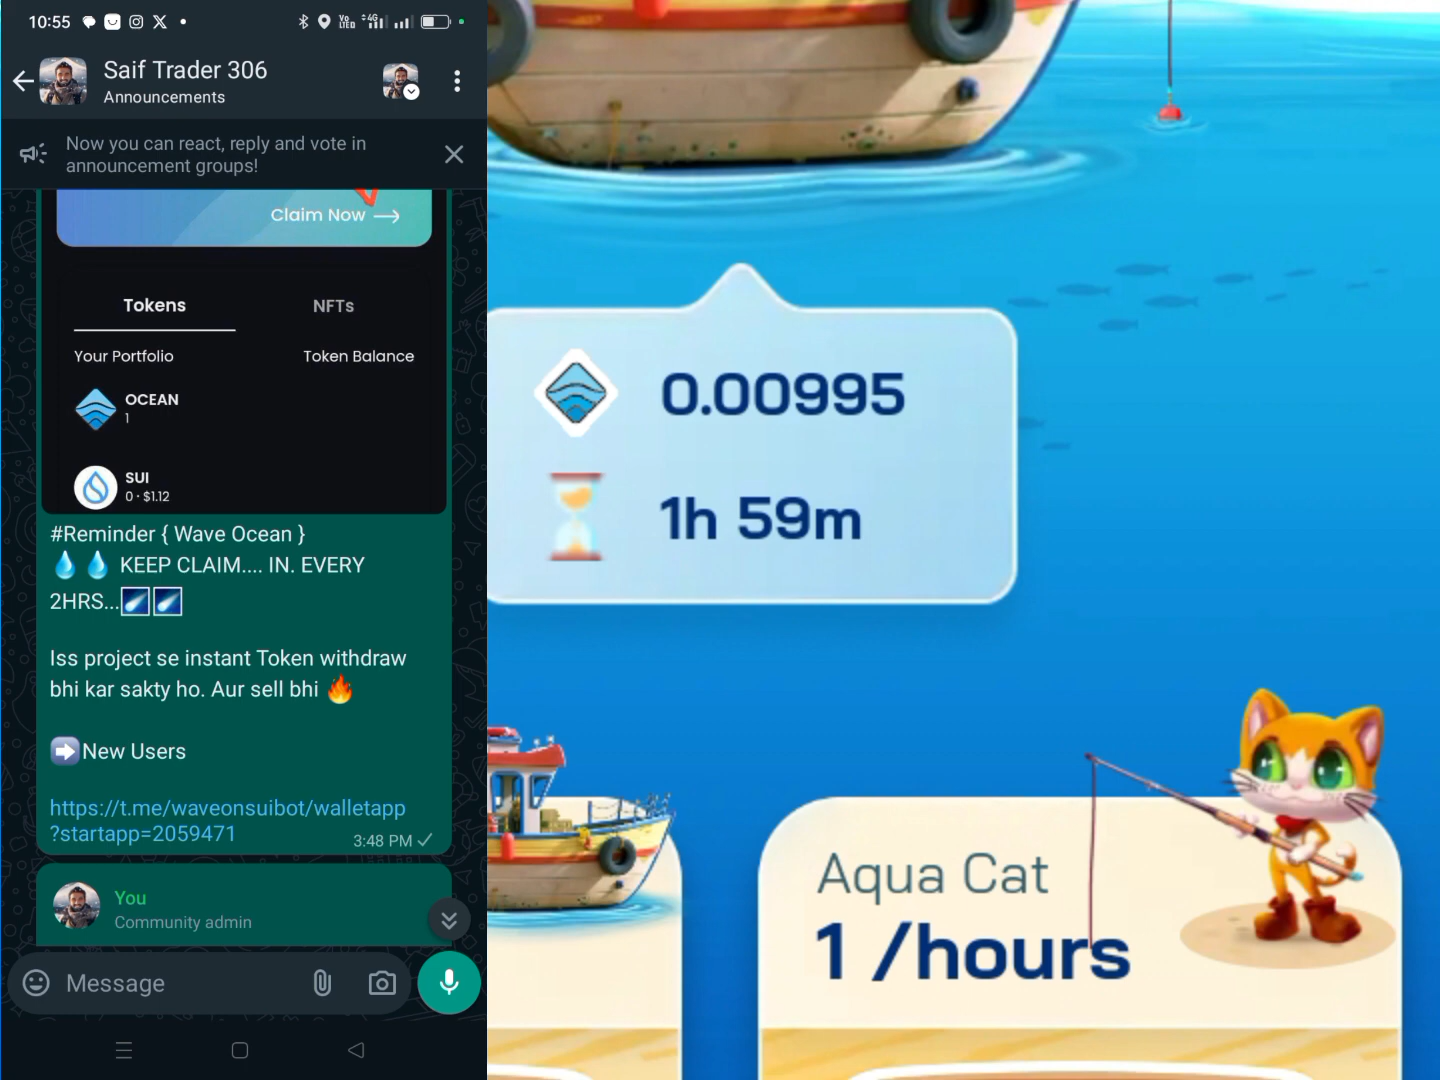 10:55
Vo
LTED
4G
Saif Trader 306
Announcements
Now you can react, reply and vote in
announcement groups!
Claim Now
Tokens
NFTs
Your Portfolio
Token Balance
OCEAN
1
SUI
0 · $1.12
#Reminder { Wave Ocean }
💧 💧 KEEP CLAIM.... IN. EVERY
2HRS...☄️☄️
Iss project se instant Token withdraw
bhi kar sakty ho. Aur sell bhi 🔥
➡️New Users
https://t.me/waveonsuibot/walletapp
?startapp=2059471
3:48 PM
You
Community admin
Message
0.00995
1h 59m
Aqua Cat
1 /hours